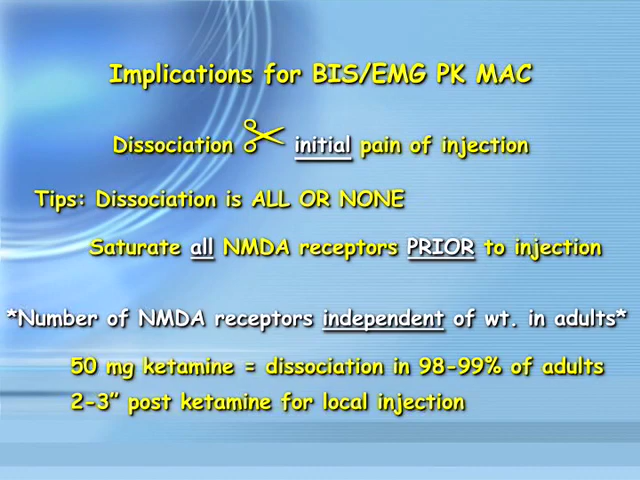 Implications for BIS/EMG PK MAC
Dissociation initial pain of injection
Tips: Dissociation is ALL OR NONE
Saturate all NMDA receptors PRIOR to injection
*Number of NMDA receptors independent of wt. in adults*
50 mg ketamine = dissociation in 98-99% of adults
2-3″ post ketamine for local injection